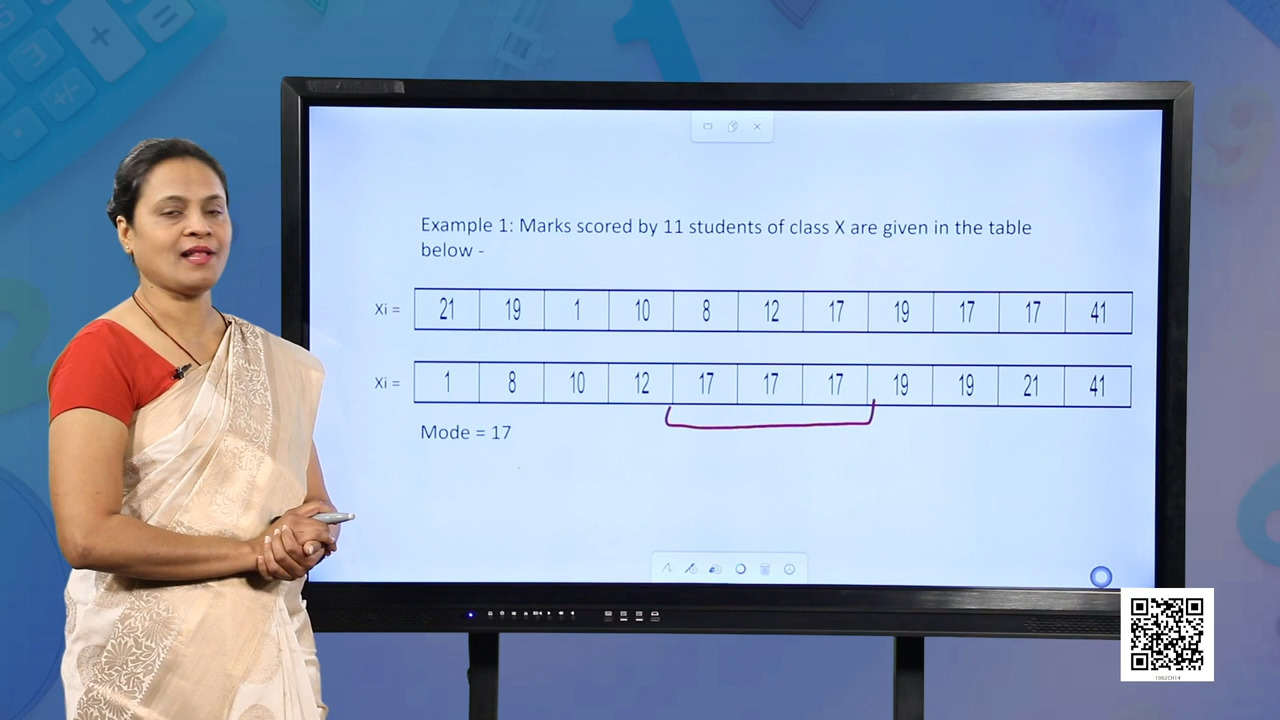 Example 1: Marks scored by 11 students of class X are given in the table
below -
Xi = 21 19 1 10 8 12 17 19 17 17 41
Xi = 1 8 10 12 17 17 17 19 19 21 41
Mode = 17
1062CH14